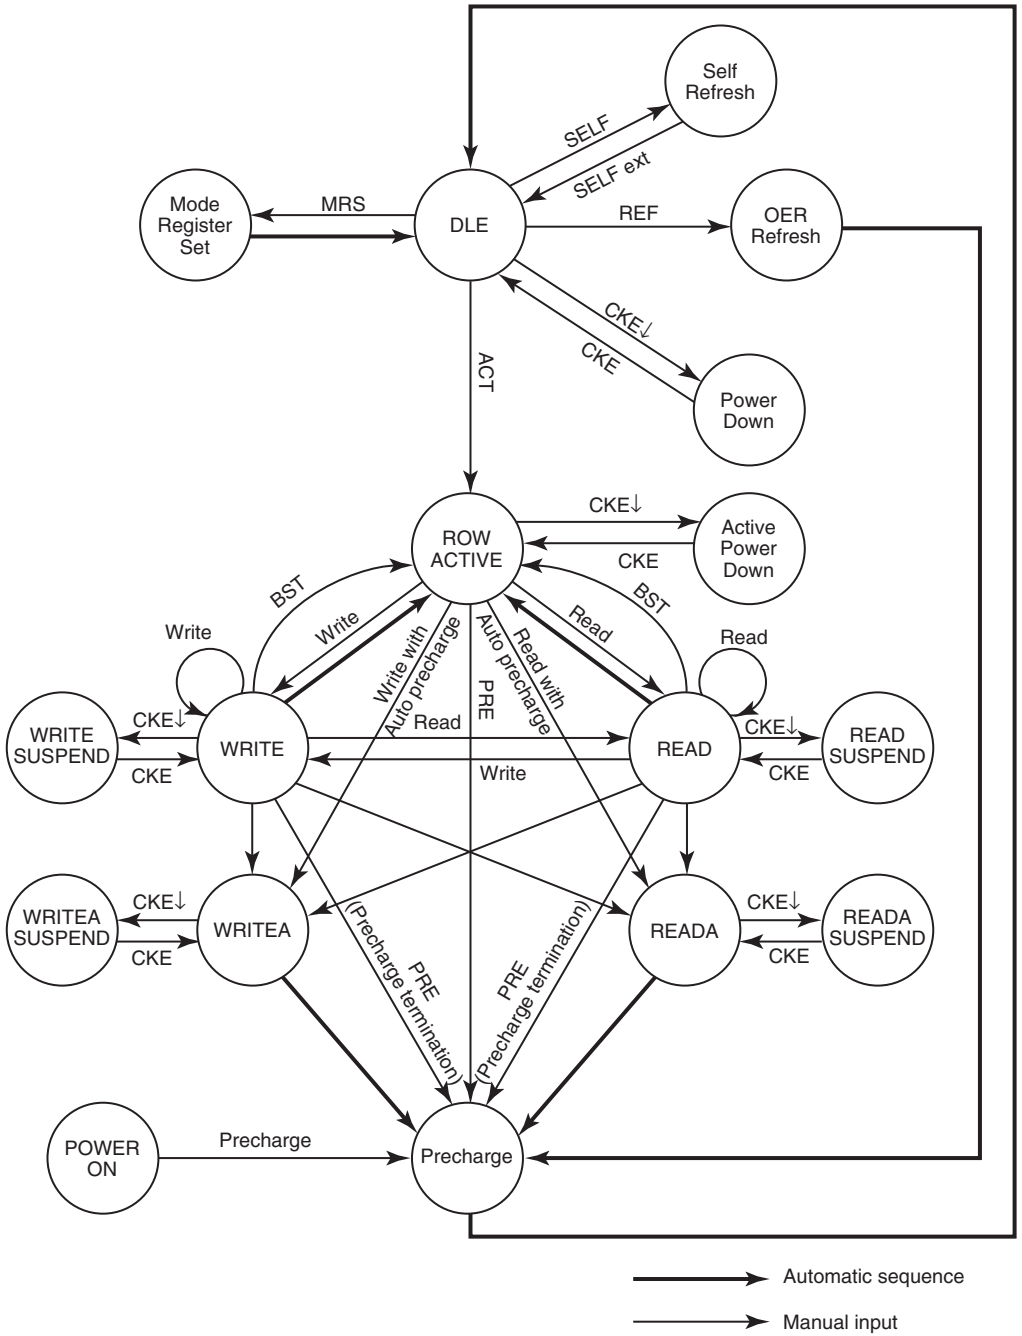 Self
Refresh
SELF
SELF ext
Mode
Register
Set
MRS
DLE
REF
OER
Refresh
CKE↓
CKE
Power
Down
ACT
ROW
ACTIVE
CKE↓
CKE
Active
Power
Down
BST
Write
Write
Write with
Auto precharge
PRE
Read with
Auto precharge
Read
BST
Read
WRITE
SUSPEND
CKE↓
CKE
WRITE
Read
Write
READ
CKE↓
CKE
READ
SUSPEND
WRITEA
SUSPEND
CKE↓
CKE
WRITEA
PRE
(Precharge termination)
PRE
(Precharge termination)
READA
CKE↓
CKE
READA
SUSPEND
POWER
ON
Precharge
Precharge
Automatic sequence
Manual input